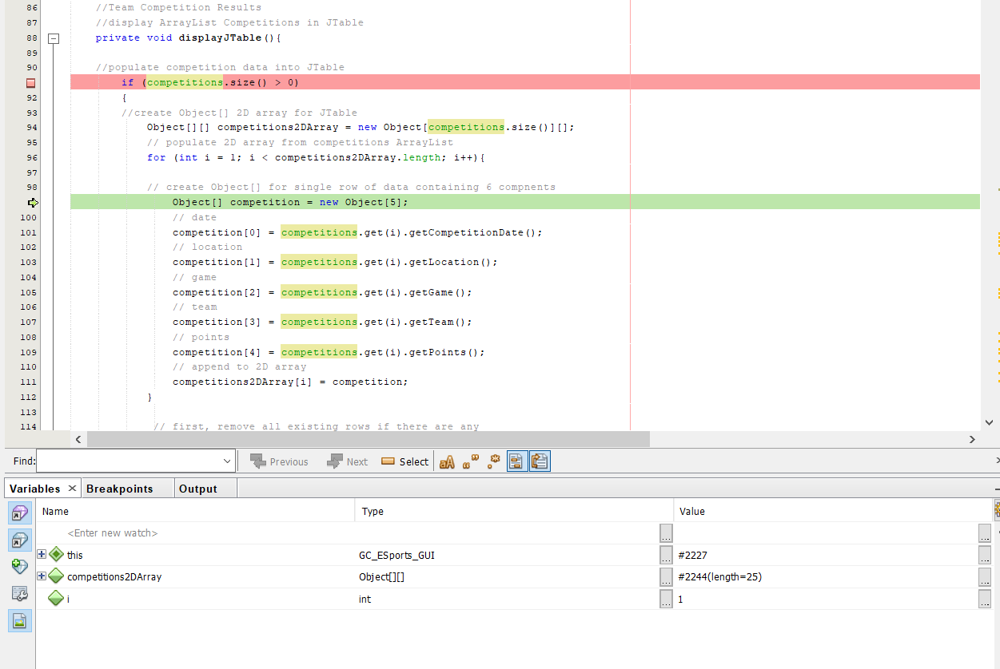 86 //Team Competition Results
87 //display ArrayList Competitions in JTable
88 private void displayJTable(){
89
90 //populate competition data into JTable
if (competitions.size() > 0)
92 {
93 //create Object[] 2D array for JTable
94 Object[][] competitions2DArray = new Object[competitions.size()][];
95 // populate 2D array from competitions ArrayList
96 for (int i = 1; i < competitions2DArray.length; i++){
97
98 // create Object[] for single row of data containing 6 compnents
Object[] competition = new Object[5];
100 // date
101 competition[0] = competitions.get(i).getCompetitionDate();
102 // location
103 competition[1] = competitions.get(i).getLocation();
104 // game
105 competition[2] = competitions.get(i).getGame();
106 // team
107 competition[3] = competitions.get(i).getTeam();
108 // points
109 competition[4] = competitions.get(i).getPoints();
110 // append to 2D array
111 competitions2DArray[i] = competition;
112 }
113
114 // first, remove all existing rows if there are any
Find: Previous Next Select aA
Variables Breakpoints Output
Name Type Value
<Enter new watch> ... ...
this GC_ESports_GUI ... #2227 ...
competitions2DArray Object[][] ... #2244(length=25) ...
i int ... 1 ...